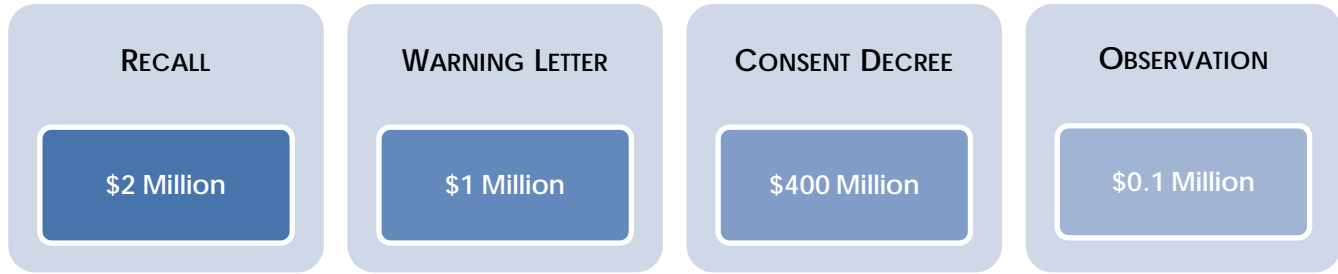 RECALL
$2 Million
WARNING LETTER
$1 Million
CONSENT DECREE
$400 Million
OBSERVATION
$0.1 Million